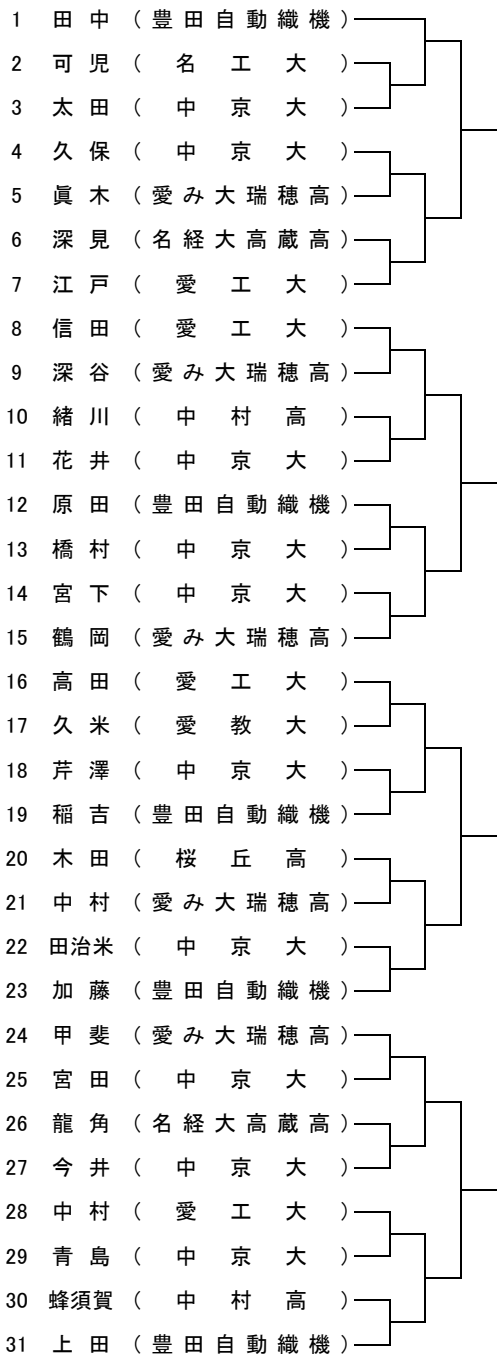 1 田中 (豊田自動織機)
2 可児 (名工大)
3 太田 (中京大)
4 久保 (中京大)
5 眞木 (愛み大瑞穂高)
6 深見 (名経大高蔵高)
7 江戸 (愛工大)
8 信田 (愛工大)
9 深谷 (愛み大瑞穂高)
10 緒川 (中村高)
11 花井 (中京大)
12 原田 (豊田自動織機)
13 橋村 (中京大)
14 宮下 (中京大)
15 鶴岡 (愛み大瑞穂高)
16 高田 (愛工大)
17 久米 (愛教大)
18 芹澤 (中京大)
19 稲吉 (豊田自動織機)
20 木田 (桜丘高)
21 中村 (愛み大瑞穂高)
22 田治米 (中京大)
23 加藤 (豊田自動織機)
24 甲斐 (愛み大瑞穂高)
25 宮田 (中京大)
26 龍角 (名経大高蔵高)
27 今井 (中京大)
28 中村 (愛工大)
29 青島 (中京大)
30 蜂須賀 (中村高)
31 上田 (豊田自動織機)